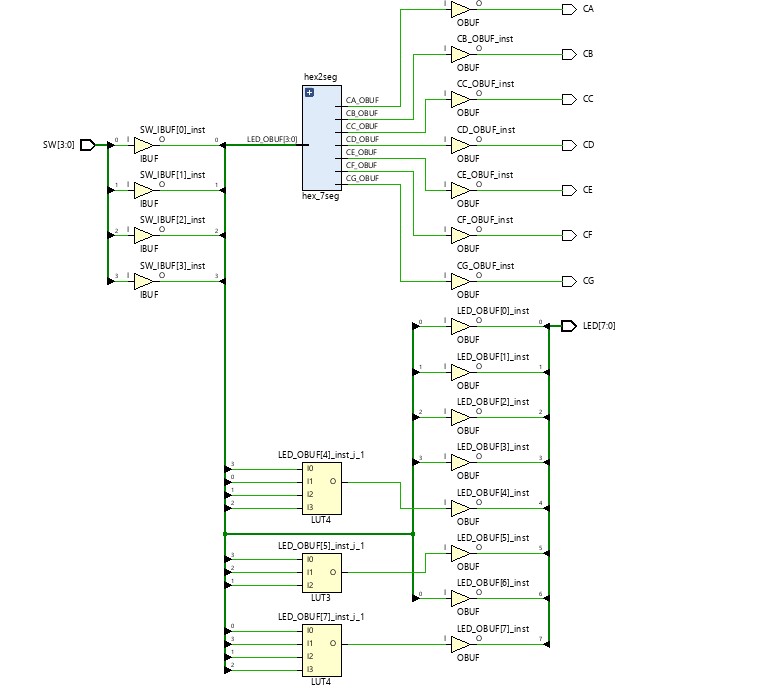 I O CA
OBUF
CB_OBUF_inst
I O CB
OBUF
hex2seg
CC_OBUF_inst
CA_OBUF I O CC
CB_OBUF OBUF
CC_OBUF
SW_IBUF[0]_inst CD_OBUF_inst
SW[3:0] 0 I O 0 LED_OBUF[3:0] CD_OBUF I O CD
IBUF CE_OBUF OBUF
CF_OBUF
SW_IBUF[1]_inst CG_OBUF CE_OBUF_inst
1 I O 1 I O CE
IBUF hex_7seg OBUF
SW_IBUF[2]_inst CF_OBUF_inst
2 I O 2 I O CF
IBUF OBUF
SW_IBUF[3]_inst CG_OBUF_inst
3 I O 3 I O CG
IBUF OBUF
LED_OBUF[0]_inst
0 I O 0 LED[7:0]
OBUF
LED_OBUF[1]_inst
1 I O 1
OBUF
LED_OBUF[2]_inst
2 I O 2
OBUF
LED_OBUF[3]_inst
LED_OBUF[4]_inst_i_1
3 I O 3
3 I0 OBUF
0 I1 O
1 I2 LED_OBUF[4]_inst
2 I3 I O 4
LUT4 OBUF
LED_OBUF[5]_inst
LED_OBUF[5]_inst_i_1
3 I0 I O 5
2 I1 O OBUF
1 I2 LED_OBUF[6]_inst
LUT3 0 I O 6
OBUF
LED_OBUF[7]_inst_i_1
0 I0 LED_OBUF[7]_inst
3 I1 O I O 7
1 I2 OBUF
2 I3
LUT4